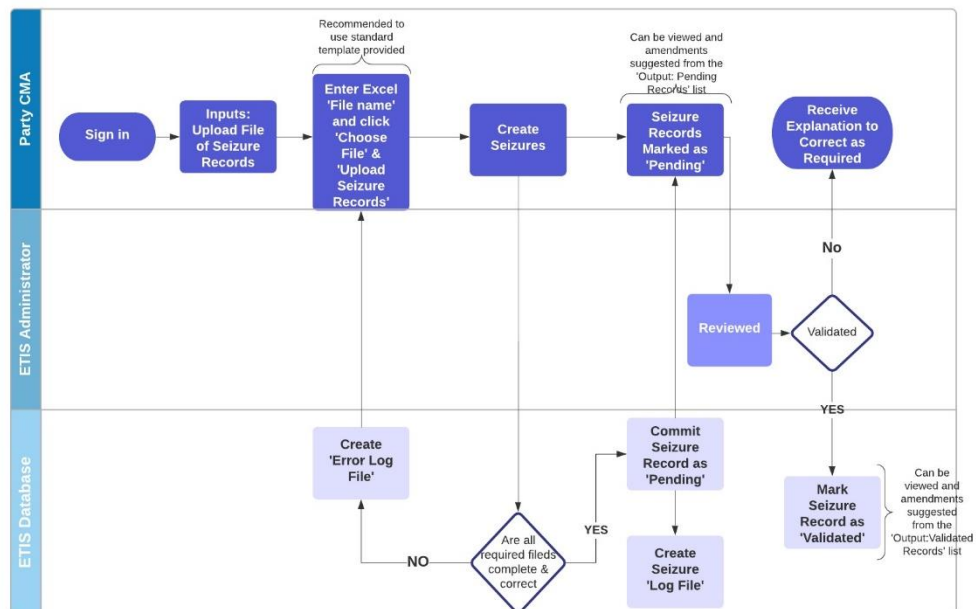 Party CMA
Recommended to
use standard
template provided
Can be viewed and
amendments
suggested from the
'Output: Pending
Records' list
Sign in
Inputs:
Upload File
of Seizure
Records
Enter Excel
'File name'
and click
'Choose
File' &
'Upload
Seizure
Records'
Create
Seizures
Seizure
Records
Marked as
'Pending'
Receive
Explanation to
Correct as
Required
ETIS Administrator
No
Reviewed
Validated
YES
ETIS Database
Create
'Error Log
File'
Commit
Seizure
Record as
'Pending'
Mark
Seizure
Record as
'Validated'
Can be
viewed and
amendments
suggested
from the
'Output:Validated
Records' list
NO
Are all
required fileds
complete &
correct
YES
Create
Seizure
'Log File'